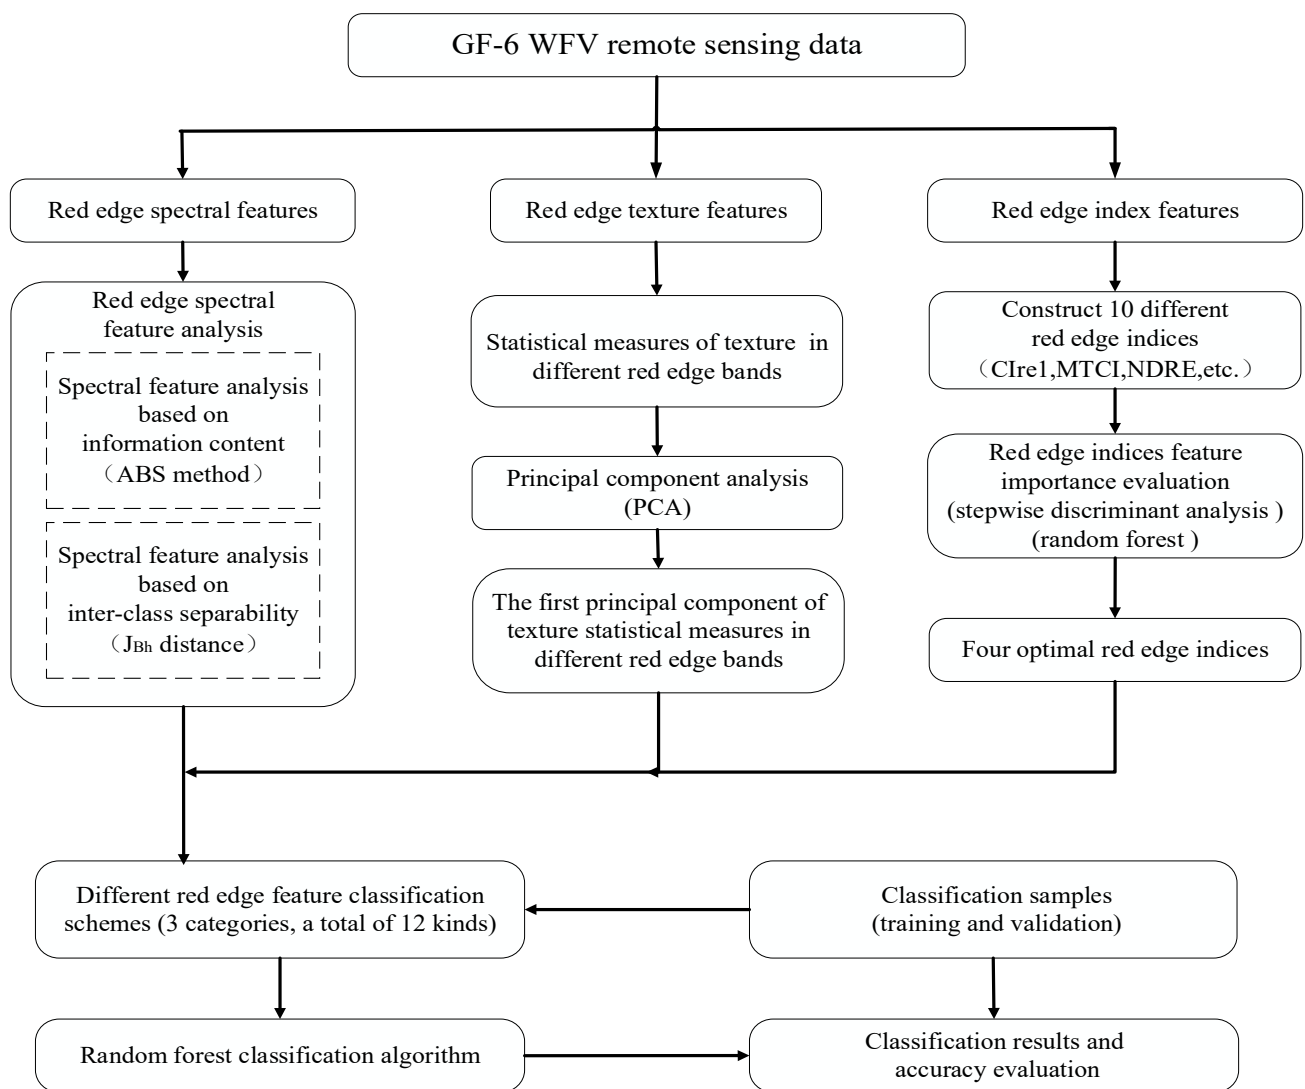 GF-6 WFV remote sensing data
Red edge spectral features
Red edge texture features
Red edge index features
Red edge spectral
feature analysis
Spectral feature analysis
based on
information content
（ABS method）
Spectral feature analysis
based on
inter-class separability
（JBh distance）
Statistical measures of texture in
different red edge bands
Principal component analysis
(PCA)
The first principal component of
texture statistical measures in
different red edge bands
Construct 10 different
red edge indices
（CIre1,MTCI,NDRE,etc.）
Red edge indices feature
importance evaluation
(stepwise discriminant analysis )
(random forest )
Four optimal red edge indices
Different red edge feature classification
schemes (3 categories, a total of 12 kinds)
Classification samples
(training and validation)
Random forest classification algorithm
Classification results and
accuracy evaluation